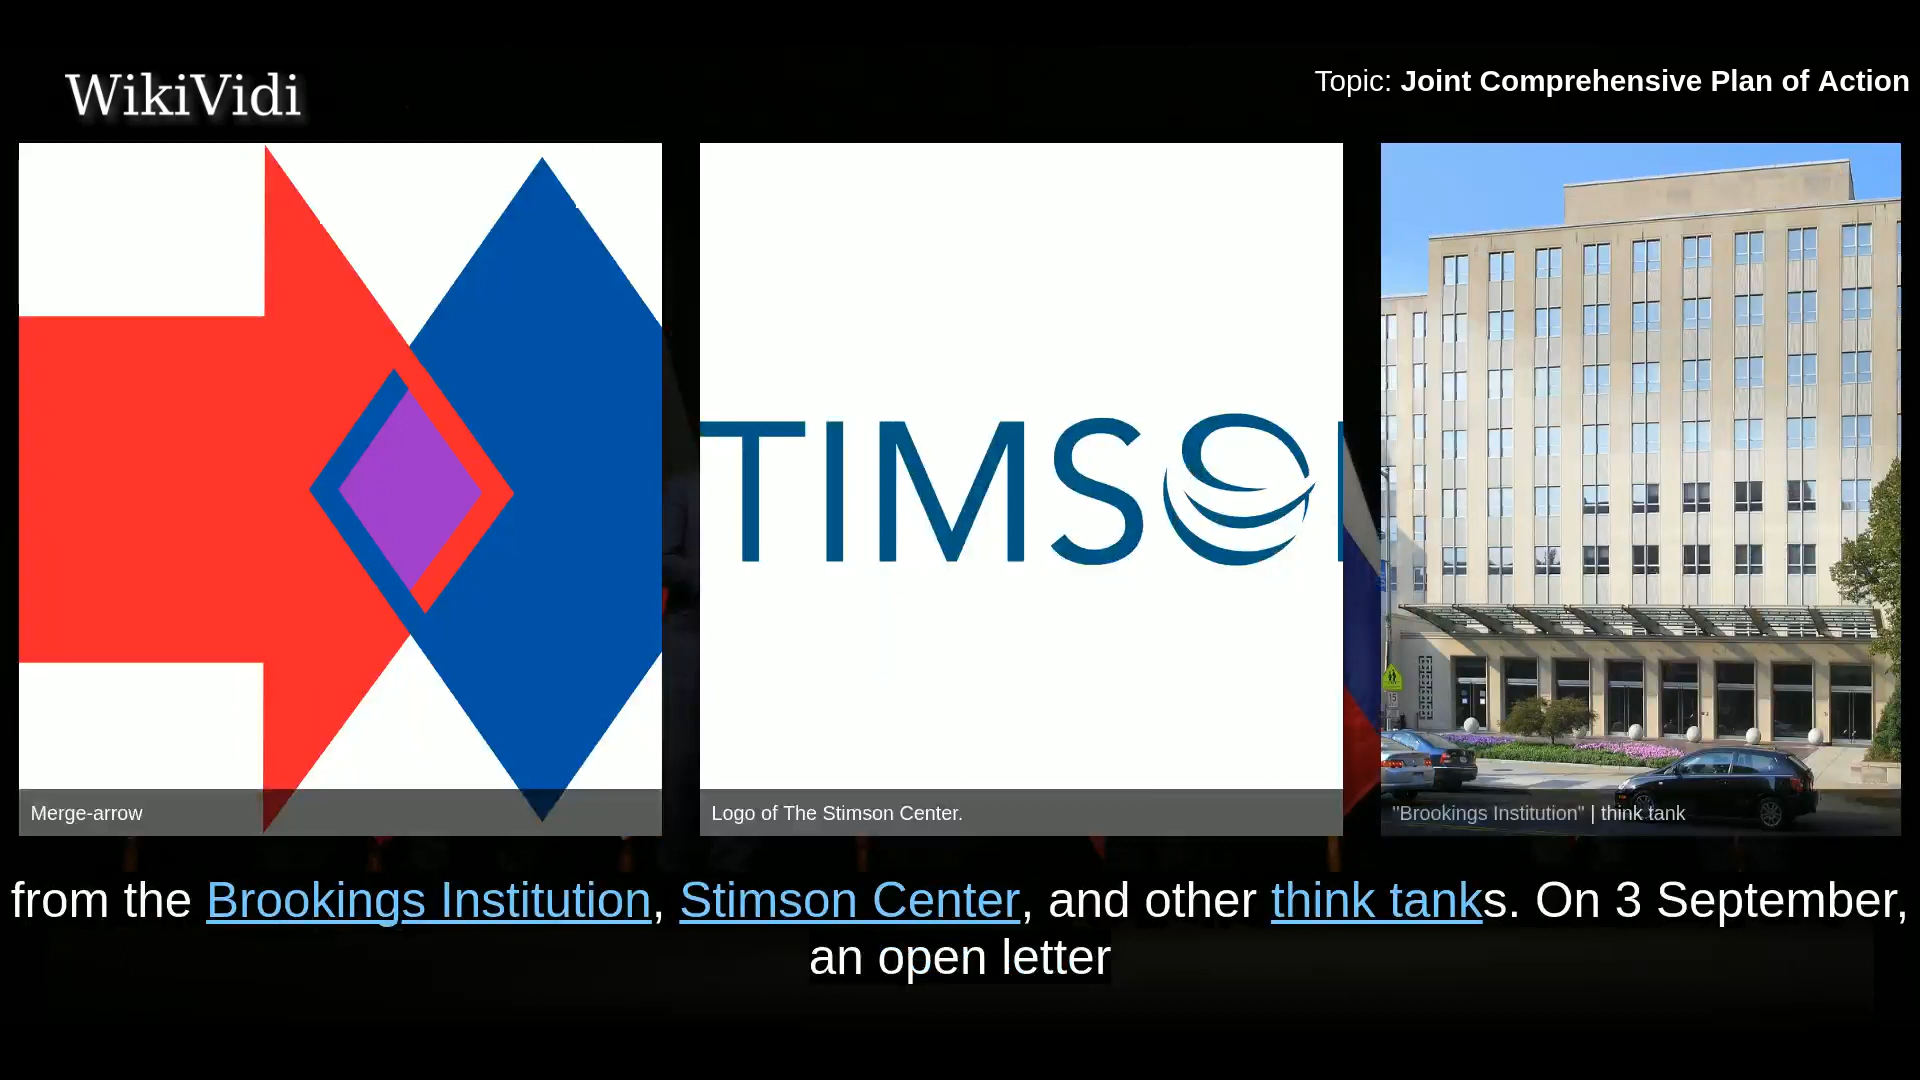 WikiVidi
Topic: Joint Comprehensive Plan of Action
TIMSO
Merge-arrow
Logo of The Stimson Center.
"Brookings Institution" | think tank
from the Brookings Institution, Stimson Center, and other think tanks. On 3 September,
an open letter